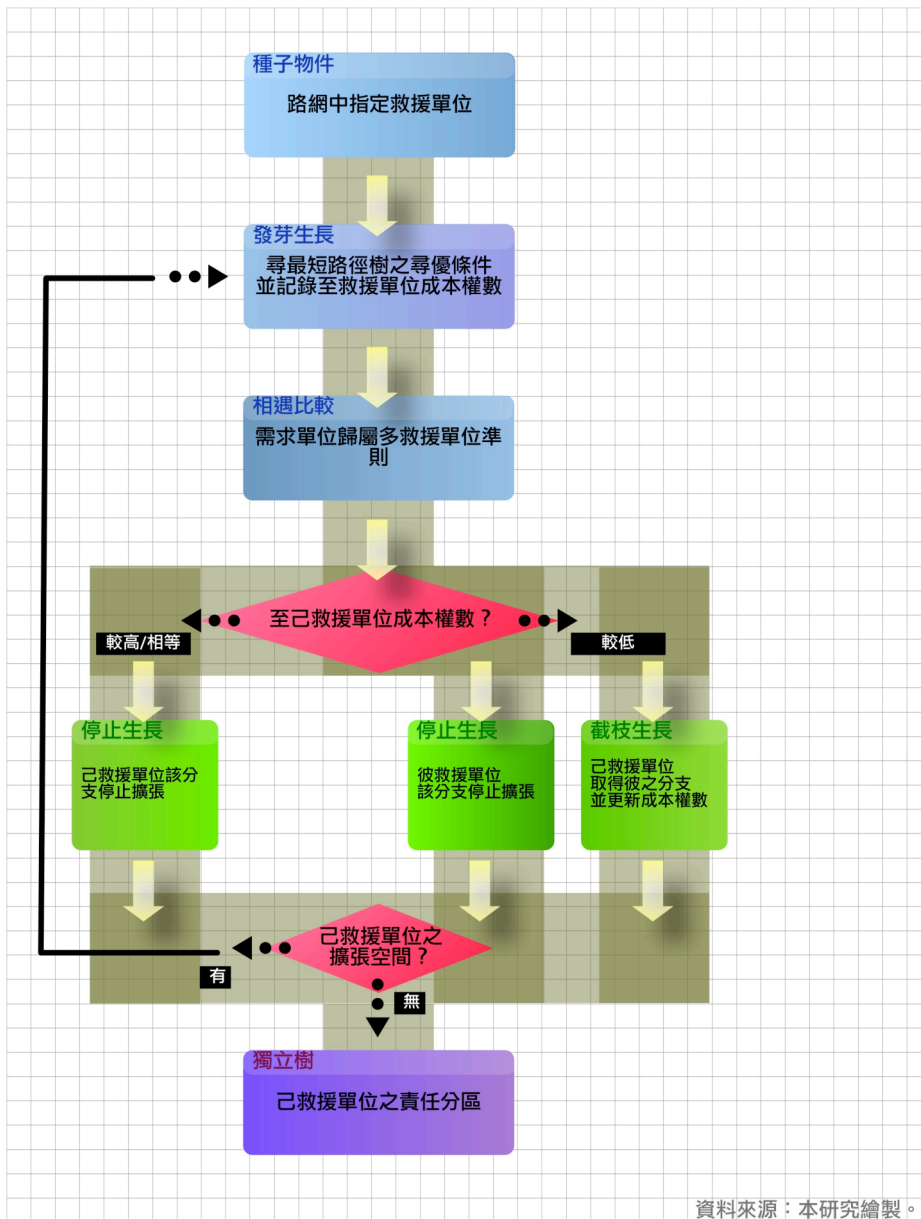 種子物件
路網中指定救援單位
發芽生長
尋最短路徑樹之尋優條件
並記錄至救援單位成本權數
相遇比較
需求單位歸屬多救援單位準
則
至己救援單位成本權數？
較高/相等
較低
停止生長
己救援單位該分
支停止擴張
停止生長
彼救援單位
該分支停止擴張
截枝生長
己救援單位
取得彼之分支
並更新成本權數
己救援單位之
擴張空間？
有
無
獨立樹
己救援單位之責任分區
資料來源：本研究繪製。